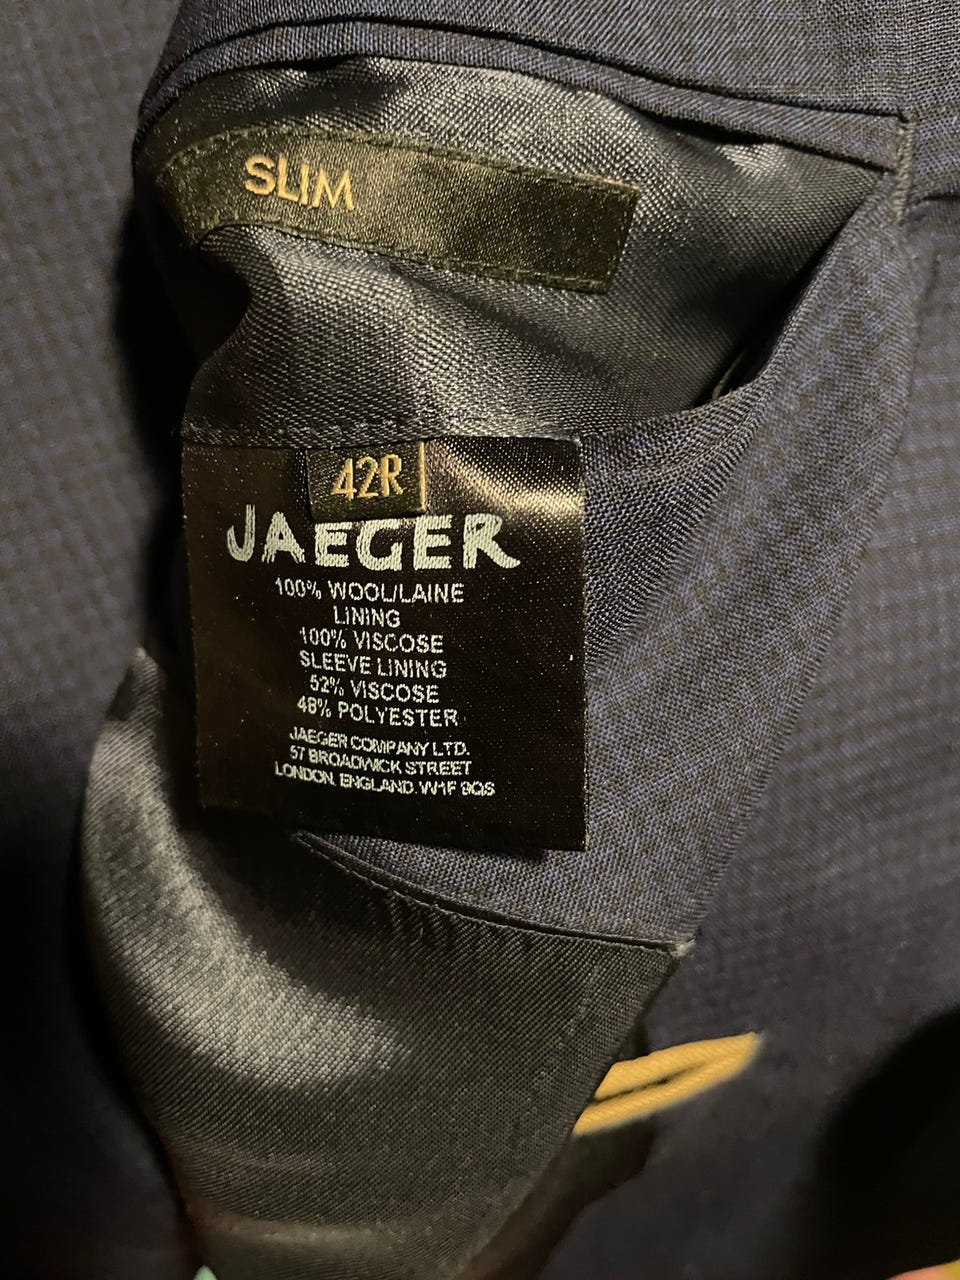 SLIM
42R
JAEGER
100% WOOL/LAINE
LINING
100% VISCOSE
SLEEVE LINING
52% VISCOSE
48% POLYESTER
JAEGER COMPANY LTD.
57 BROADWICK STREET
LONDON, ENGLAND. W1F 9QS